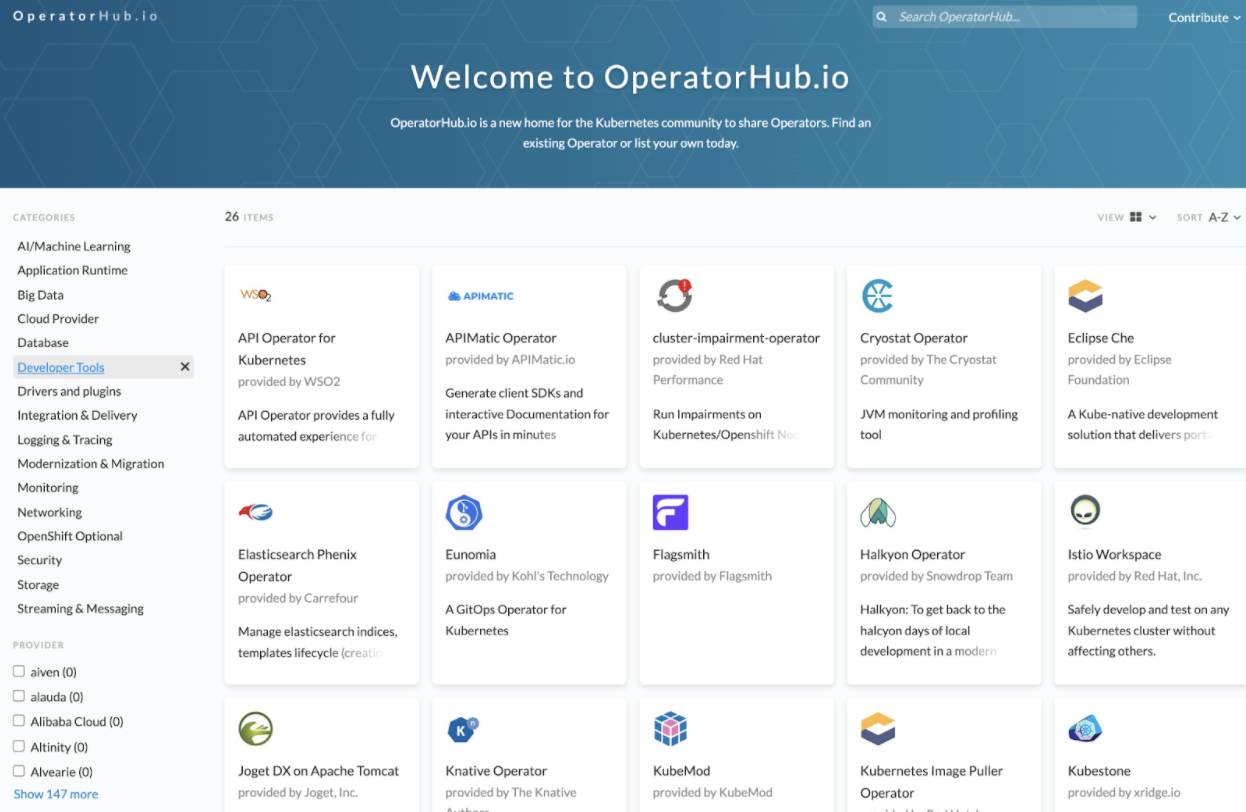 OperatorHub.io
Search OperatorHub...
Contribute
Welcome to OperatorHub.io
OperatorHub.io is a new home for the Kubernetes community to share Operators. Find an
existing Operator or list your own today.
CATEGORIES
AI/Machine Learning
Application Runtime
Big Data
Cloud Provider
Database
Developer Tools
Drivers and plugins
Integration & Delivery
Logging & Tracing
Modernization & Migration
Monitoring
Networking
OpenShift Optional
Security
Storage
Streaming & Messaging
PROVIDER
aiven (0)
alauda (0)
Alibaba Cloud (0)
Altinity (0)
Alvearie (0)
Show 147 more
26 ITEMS
VIEW
SORT A-Z
WSO2
API Operator for
Kubernetes
provided by WSO2
API Operator provides a fully
automated experience for
APIMATIC
APIMatic Operator
provided by APIMatic.io
Generate client SDKs and
interactive Documentation for
your APIs in minutes
cluster-impairment-operator
provided by Red Hat
Performance
Run Impairments on
Kubernetes/Openshift No
Cryostat Operator
provided by The Cryostat
Community
JVM monitoring and profiling
tool
Eclipse Che
provided by Eclipse
Foundation
A Kube-native development
solution that delivers porta
Elasticsearch Phenix
Operator
provided by Carrefour
Manage elasticsearch indices,
templates lifecycle (creatio
Eunomia
provided by Kohl's Technology
A GitOps Operator for
Kubernetes
F
Flagsmith
provided by Flagsmith
Halkyon Operator
provided by Snowdrop Team
Halkyon: To get back to the
halcyon days of local
development in a modern
Istio Workspace
provided by Red Hat, Inc.
Safely develop and test on any
Kubernetes cluster without
affecting others.
Joget DX on Apache Tomcat
provided by Joget, Inc.
K n
Knative Operator
provided by The Knative
Authors
KubeMod
provided by KubeMod
Kubernetes Image Puller
Operator
provided by Red Hat
Kubestone
provided by xridge.io